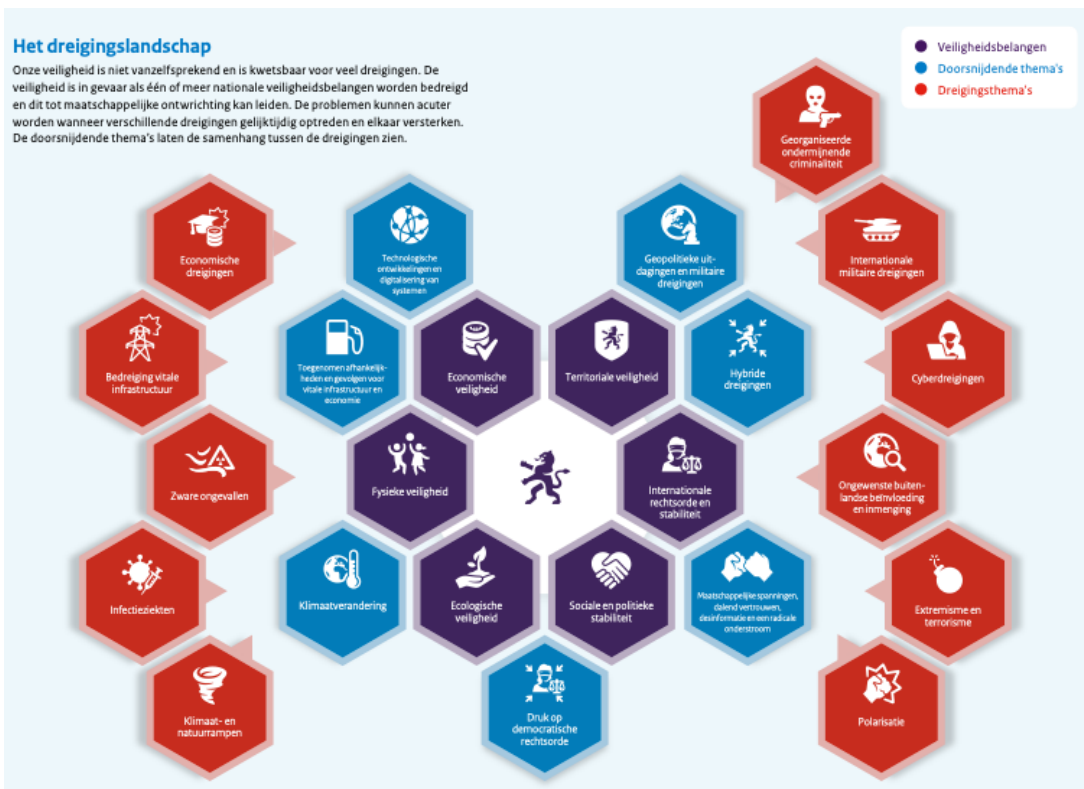 Het dreigingslandschap
Onze veiligheid is niet vanzelfsprekend en is kwetsbaar voor veel dreigingen. De
veiligheid is in gevaar als één of meer nationale veiligheidsbelangen worden bedreigd
en dit tot maatschappelijke ontwrichting kan leiden. De problemen kunnen acuter
worden wanneer verschillende dreigingen gelijktijdig optreden en elkaar versterken.
De doorsnijdende thema's laten de samenhang tussen de dreigingen zien.
Veiligheidsbelangen
Doorsnijdende thema's
Dreigingsthema's
Georganiseerde
ondermijnende
criminaliteit
Economische
dreigingen
Technologische
ontwikkelingen en
digitalisering van
systemen
Geopolitieke uit-
dagingen en militaire
dreigingen
Internationale
militaire dreigingen
Bedreiging vitale
infrastructuur
Toegenomen afhankelijk-
heden en gevolgen voor
vitale infrastructuur en
economie
Economische
veiligheid
Territoriale veiligheid
Hybride
dreigingen
Cyberdreigingen
Zware ongevallen
Fysieke veiligheid
Internationale
rechtsorde en
stabiliteit
Ongewenste buiten-
landse beïnvloeding
en inmenging
Infectieziekten
Klimaatverandering
Ecologische
veiligheid
Sociale en politieke
stabiliteit
Maatschappelijke spanningen,
dalend vertrouwen,
desinformatie en een radicale
onderstroom
Extremisme en
terrorisme
Klimaat- en
natuurrampen
Druk op
democratische
rechtsorde
Polarisatie